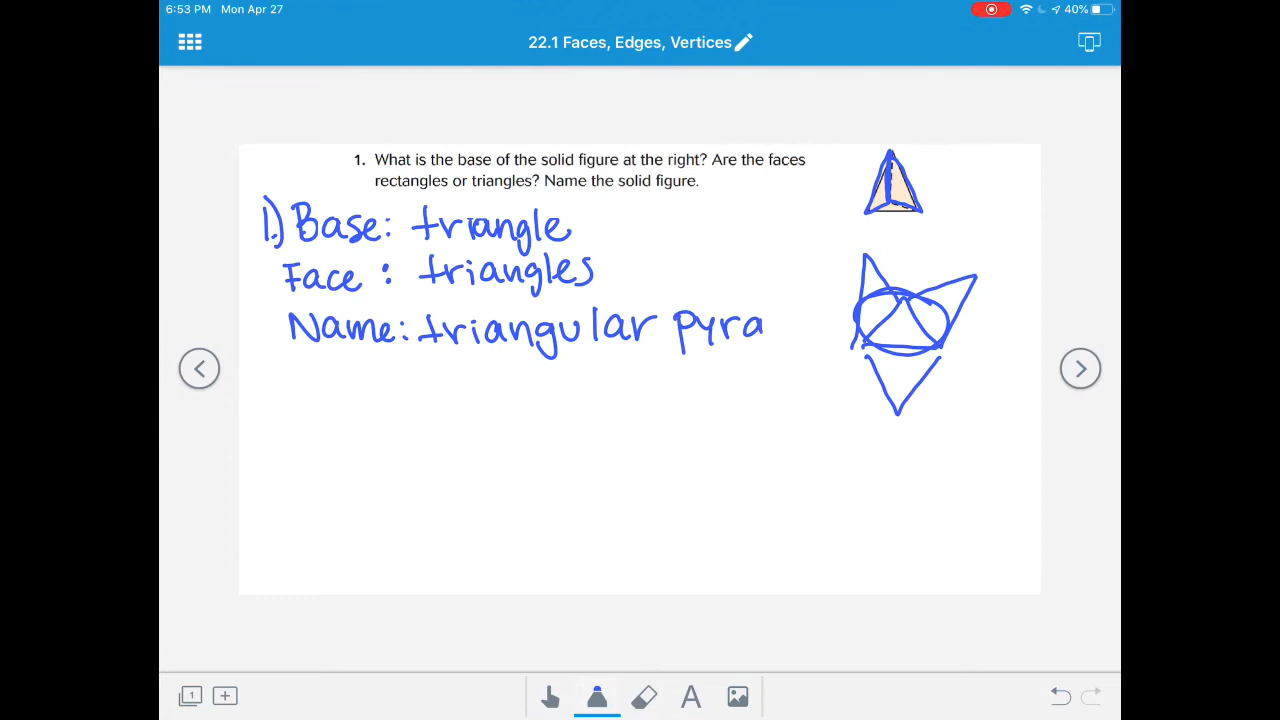 6:53 PM Mon Apr 27
40%
22.1 Faces, Edges, Vertices
1. What is the base of the solid figure at the right? Are the faces
rectangles or triangles? Name the solid figure.
1.) Base: triangle
Face : triangles
Name: triangular pyra
1
A